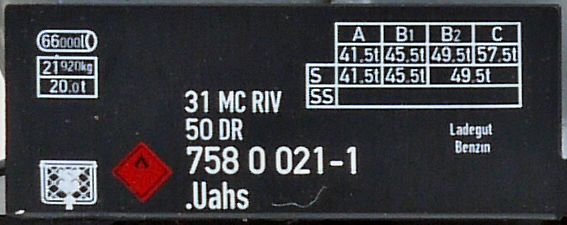 66000l
21920kg
20.0t
A B1 B2 C
41.5t 45.5t 49.5t 57.5t
S 41.5t 45.5t 49.5t
SS
31 MC RIV
50 DR
758 0 021-1
.Uahs
Ladegut
Benzin